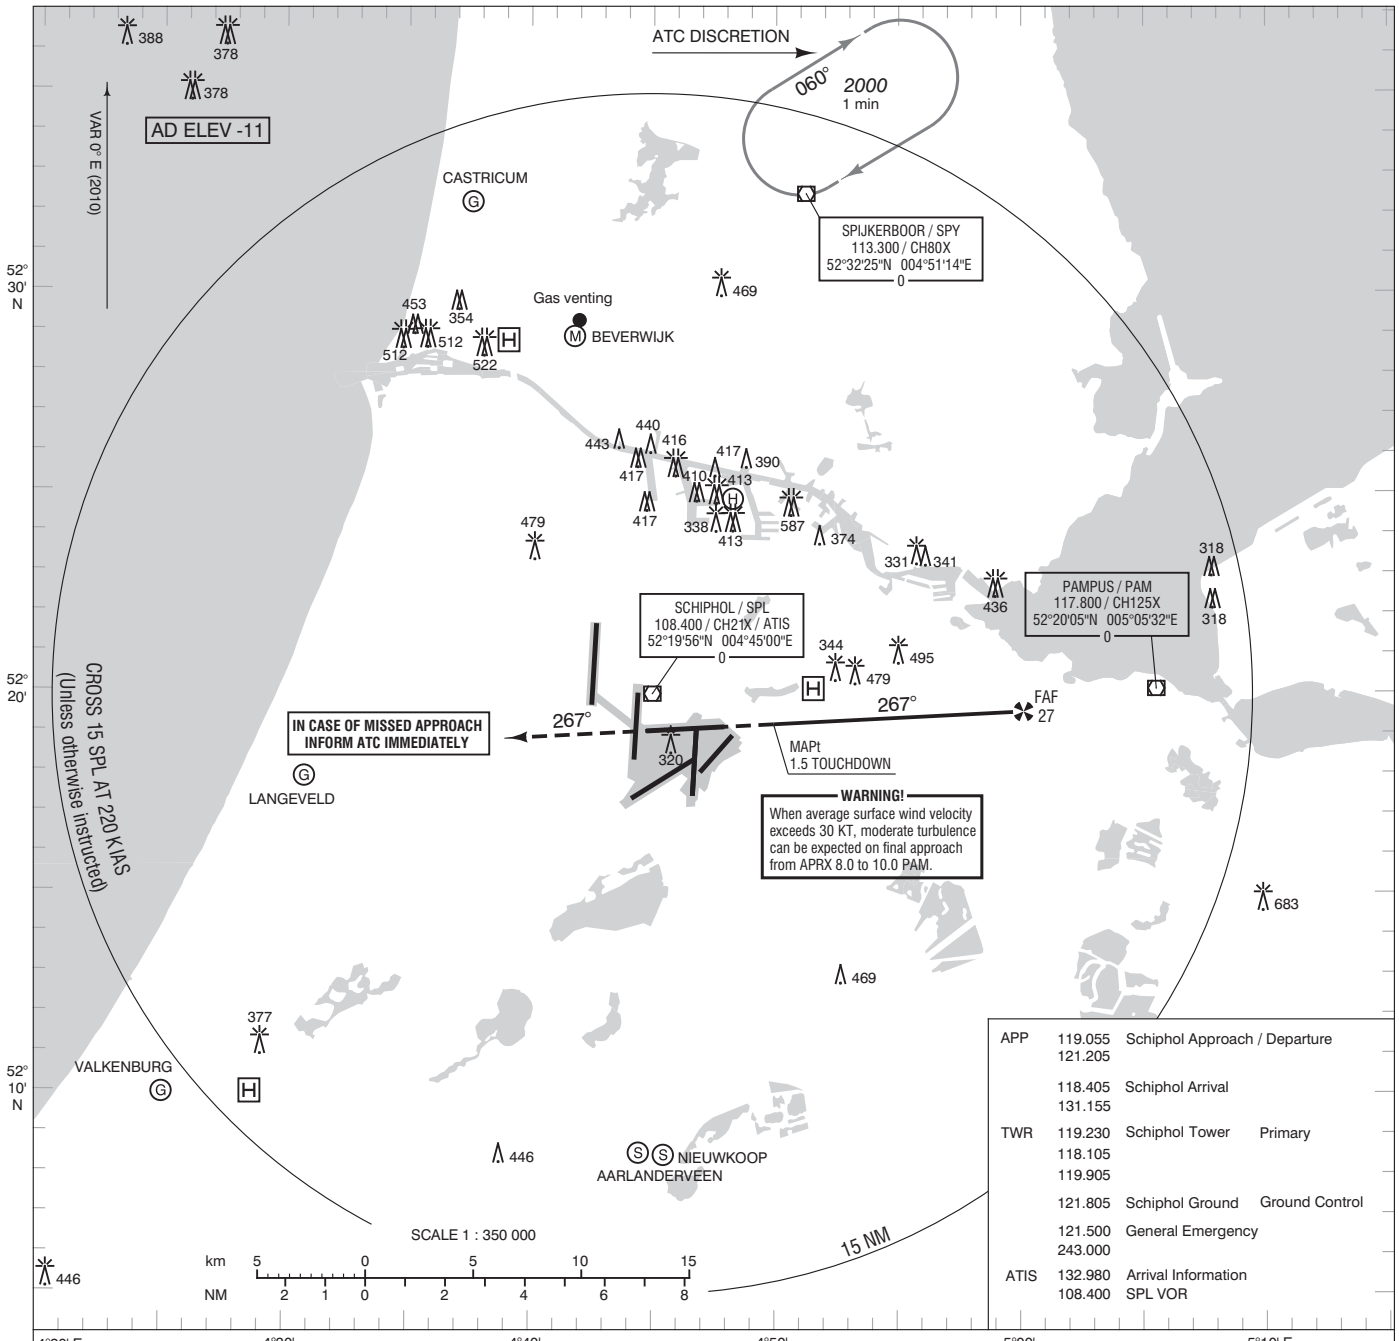 388
378
378
AD ELEV -11
VAR 0° E (2010)
ATC DISCRETION
060°
2000
1 min
CASTRICUM
G
SPIJKERBOOR / SPY
113.300 / CH80X
52°32'25"N 004°51'14"E
0
52°
30'
N
469
453
354
512
512
522
H
Gas venting
M BEVERWIJK
443
440
416
417
390
417
410
413
H
417
338
413
587
374
479
331
341
436
318
318
PAMPUS / PAM
117.800 / CH125X
52°20'05"N 005°05'32"E
0
SCHIPHOL / SPL
108.400 / CH21X / ATIS
52°19'56"N 004°45'00"E
0
344
479
495
H
52°
20'
N
CROSS 15 SPL AT 220 KIAS
(Unless otherwise instructed)
IN CASE OF MISSED APPROACH
INFORM ATC IMMEDIATELY
267°
267°
FAF
27
320
MAPt
1.5 TOUCHDOWN
G
LANGEVELD
WARNING!
When average surface wind velocity
exceeds 30 KT, moderate turbulence
can be expected on final approach
from APRX 8.0 to 10.0 PAM.
683
469
377
VALKENBURG
G
H
52°
10'
N
446
S
S NIEUWKOOP
AARLANDERVEEN
446
15 NM
SCALE 1 : 350 000
km 5 0 5 10 15
NM 2 1 0 2 4 6 8
APP 119.055 Schiphol Approach / Departure
121.205
118.405 Schiphol Arrival
131.155
TWR 119.230 Schiphol Tower Primary
118.105
119.905
121.805 Schiphol Ground Ground Control
121.500 General Emergency
243.000
ATIS 132.980 Arrival Information
108.400 SPL VOR
4°40'
4°50'